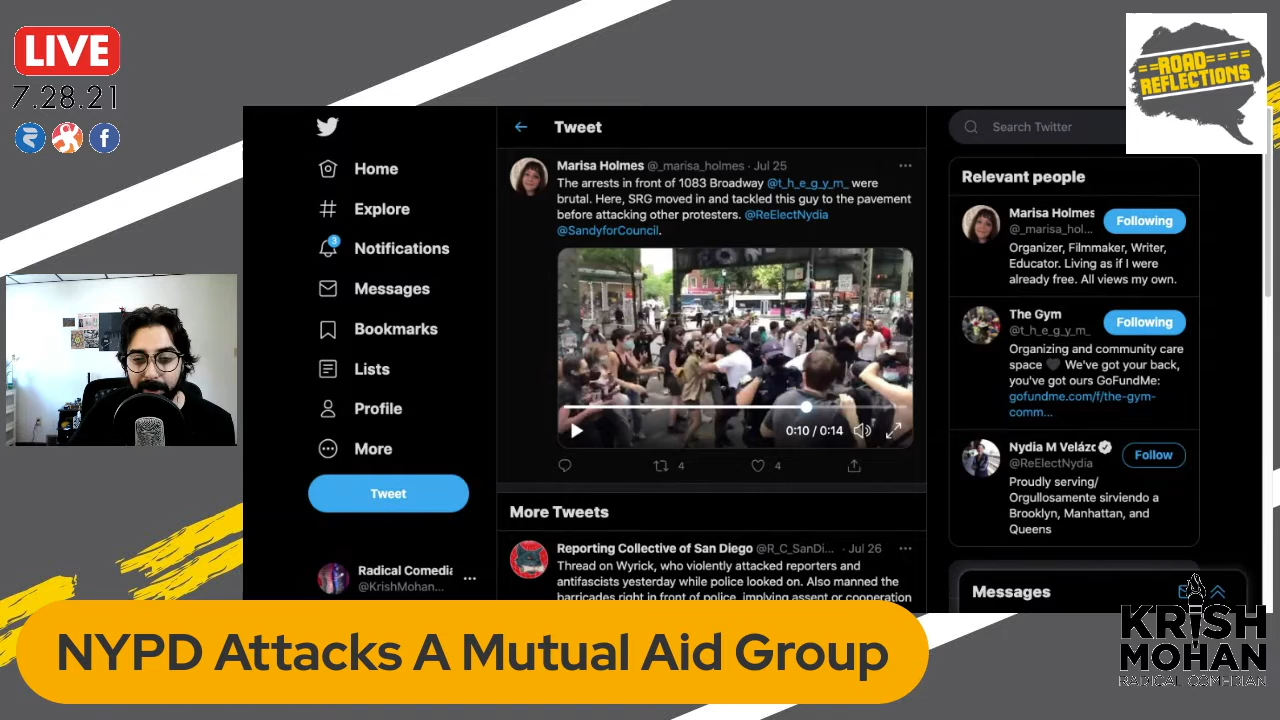 LIVE
7.28.21
==ROAD====
REFLECTIONS
Home
Explore
3
Notifications
Messages
Bookmarks
Lists
Profile
More
Tweet
Radical Comedia
@KrishMohan...
Tweet
Marisa Holmes @_marisa_holmes · Jul 25
The arrests in front of 1083 Broadway @t_h_e_g_y_m_ were
brutal. Here, SRG moved in and tackled this guy to the pavement
before attacking other protesters. @ReElectNydia
@SandyforCouncil.
0:10 / 0:14
4
4
More Tweets
Reporting Collective of San Diego @R_C_SanDi... · Jul 26
Thread on Wyrick, who violently attacked reporters and
antifascists yesterday while police looked on. Also manned the
barricades right in front of police, implying assent or cooperation
Search Twitter
Relevant people
Marisa Holmes
@_marisa_hol...
Following
Organizer, Filmmaker, Writer,
Educator. Living as if I were
already free. All views my own.
The Gym
@t_h_e_g_y_m_
Following
Organizing and community care
space 🖤 We've got your back,
you've got ours GoFundMe:
gofundme.com/f/the-gym-
comm...
Nydia M Velázq
@ReElectNydia
Follow
Proudly serving/
Orgullosamente sirviendo a
Brooklyn, Manhattan, and
Queens
Messages
NYPD Attacks A Mutual Aid Group
KRISH
MOHAN
RADICAL COMEDIAN